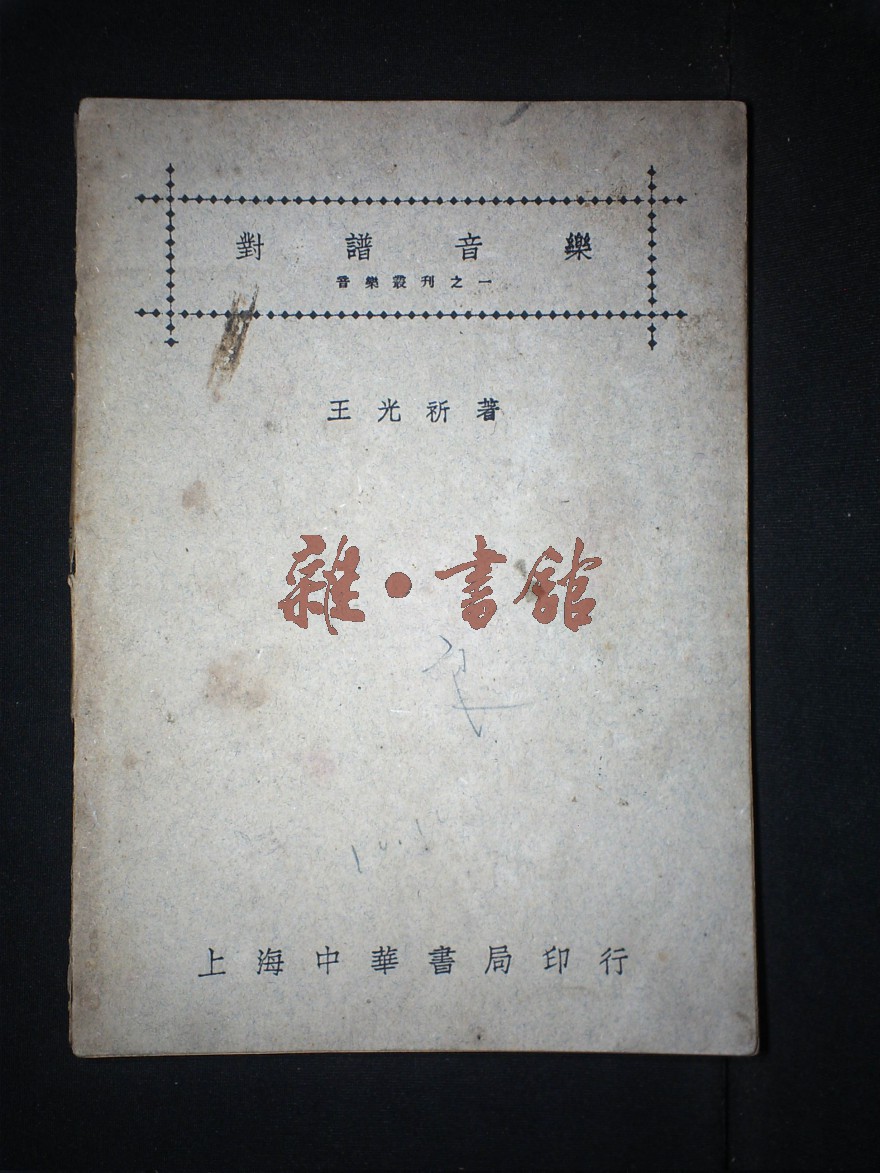 對譜音樂
音樂叢刊之一
王光祈著
雜·書館
上海中華書局印行